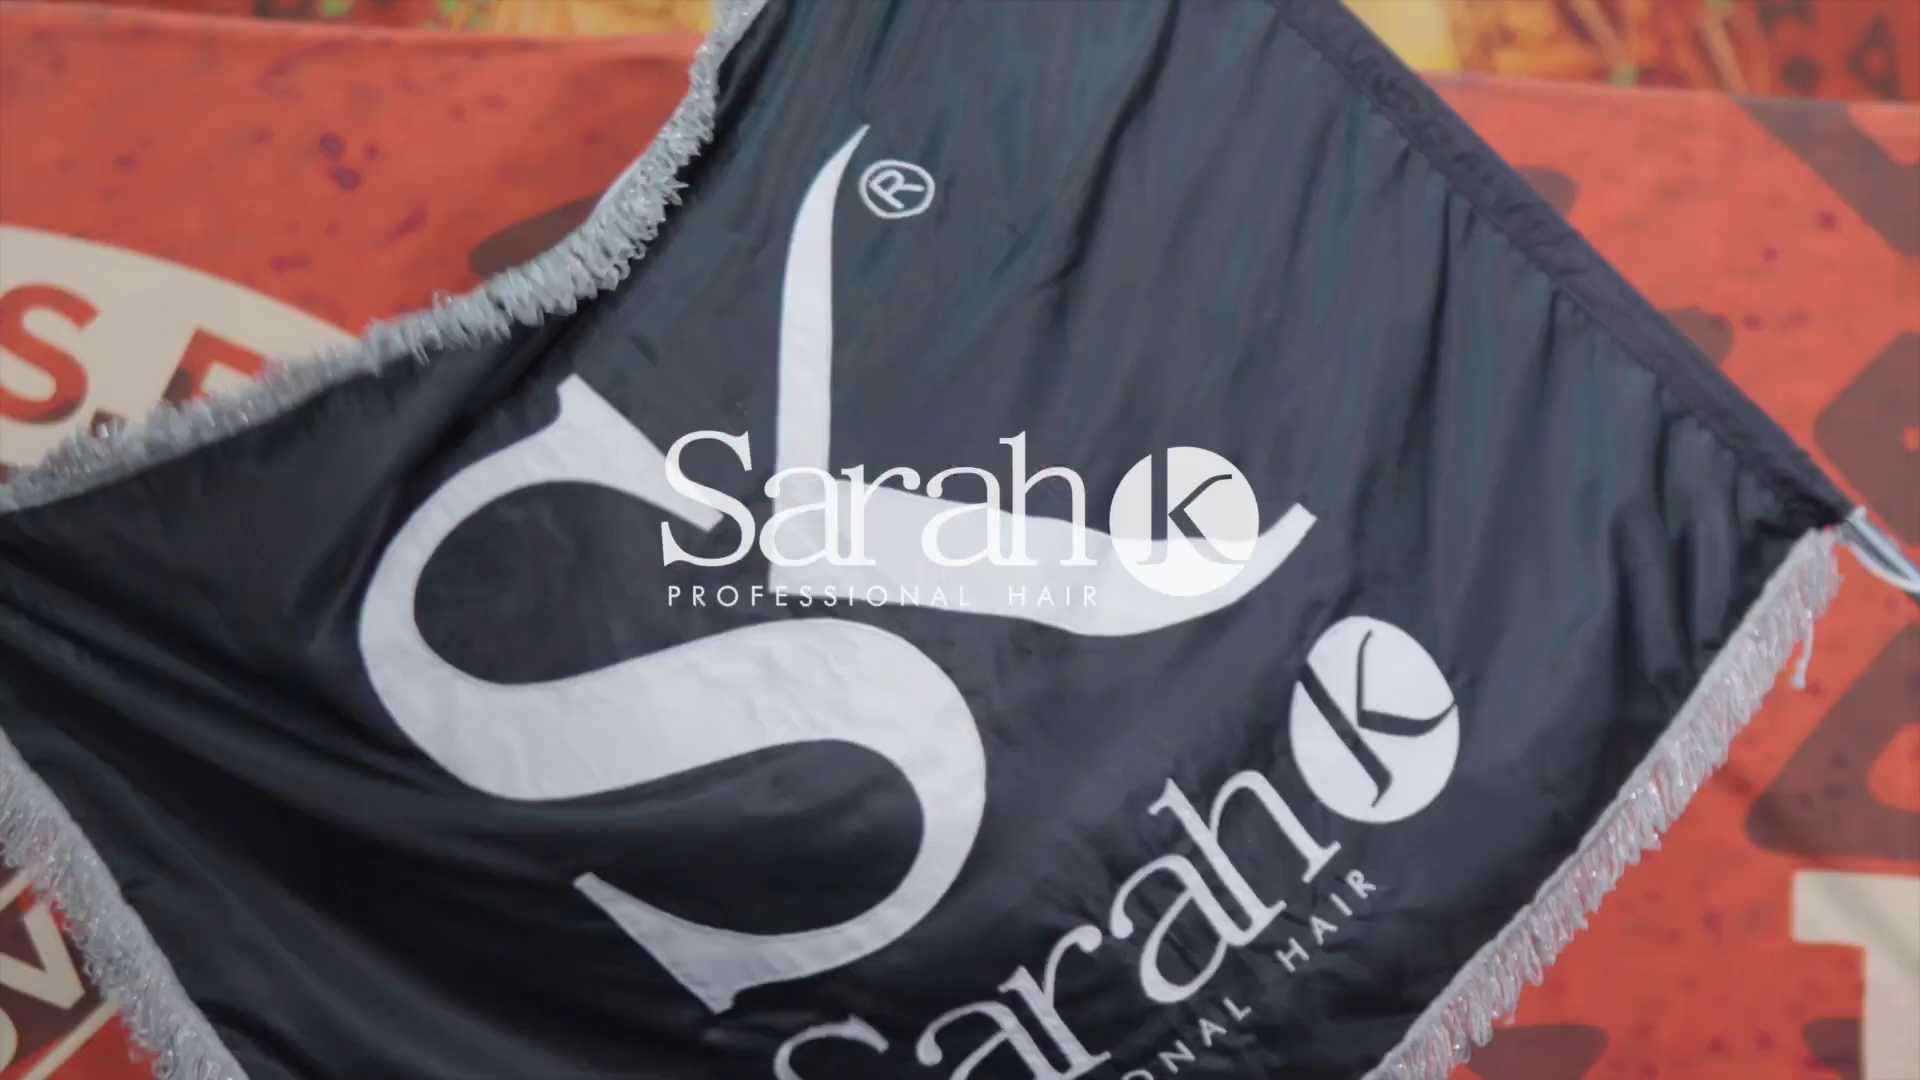 ®
S
Sarah K
PROFESSIONAL HAIR
Sarah K
ONAL HAIR